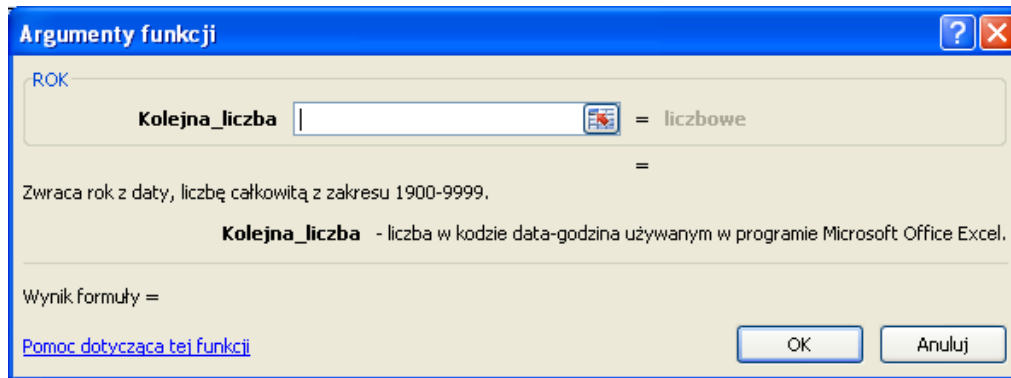 Argumenty funkcji
ROK
Kolejna_liczba = liczbowe
=
Zwraca rok z daty, liczbę całkowitą z zakresu 1900-9999.
Kolejna_liczba - liczba w kodzie data-godzina używanym w programie Microsoft Office Excel.
Wynik formuły =
Pomoc dotycząca tej funkcji OK Anuluj